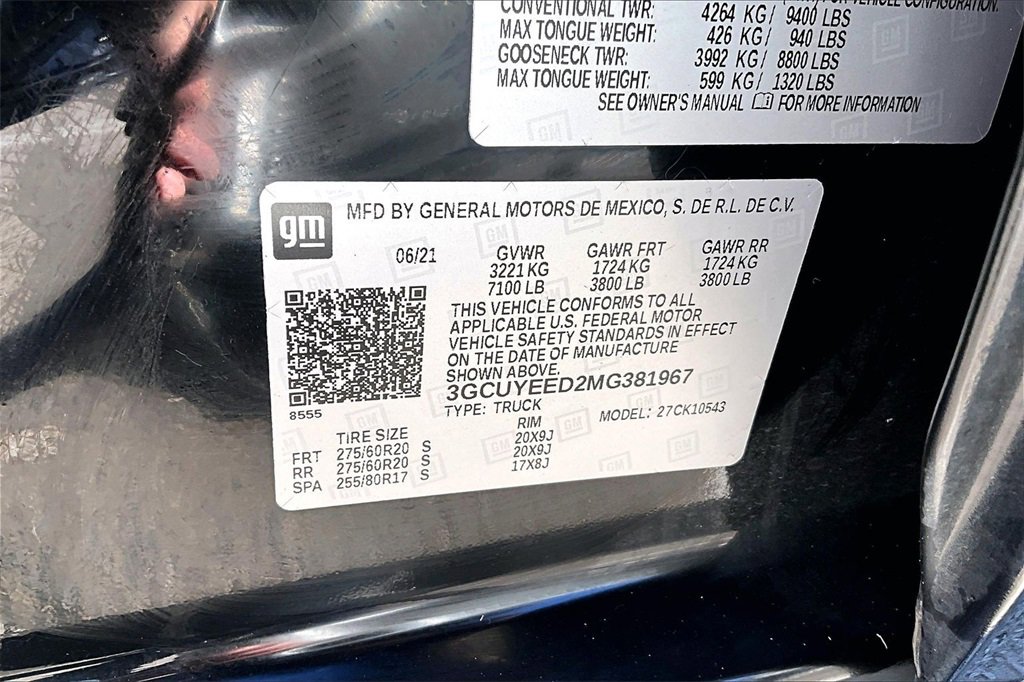 CONVENTIONAL TWR: 4264 KG/ 9400 LBS
MAX TONGUE WEIGHT: 426 KG/ 940 LBS
GOOSENECK TWR: 3992 KG/ 8800 LBS
MAX TONGUE WEIGHT: 599 KG/ 1320 LBS
SEE OWNER'S MANUAL FOR MORE INFORMATION
gm MFD BY GENERAL MOTORS DE MEXICO, S. DE R.L. DE C.V.
06/21 GVWR GAWR FRT GAWR RR
3221 KG 1724 KG 1724 KG
7100 LB 3800 LB 3800 LB
THIS VEHICLE CONFORMS TO ALL
APPLICABLE U.S. FEDERAL MOTOR
VEHICLE SAFETY STANDARDS IN EFFECT
ON THE DATE OF MANUFACTURE
SHOWN ABOVE.
3GCUYEED2MG381967
8555 TYPE: TRUCK MODEL: 27CK10543
TIRE SIZE RIM
FRT 275/60R20 S 20X9J
RR 275/60R20 S 20X9J
SPA 255/80R17 S 17X8J